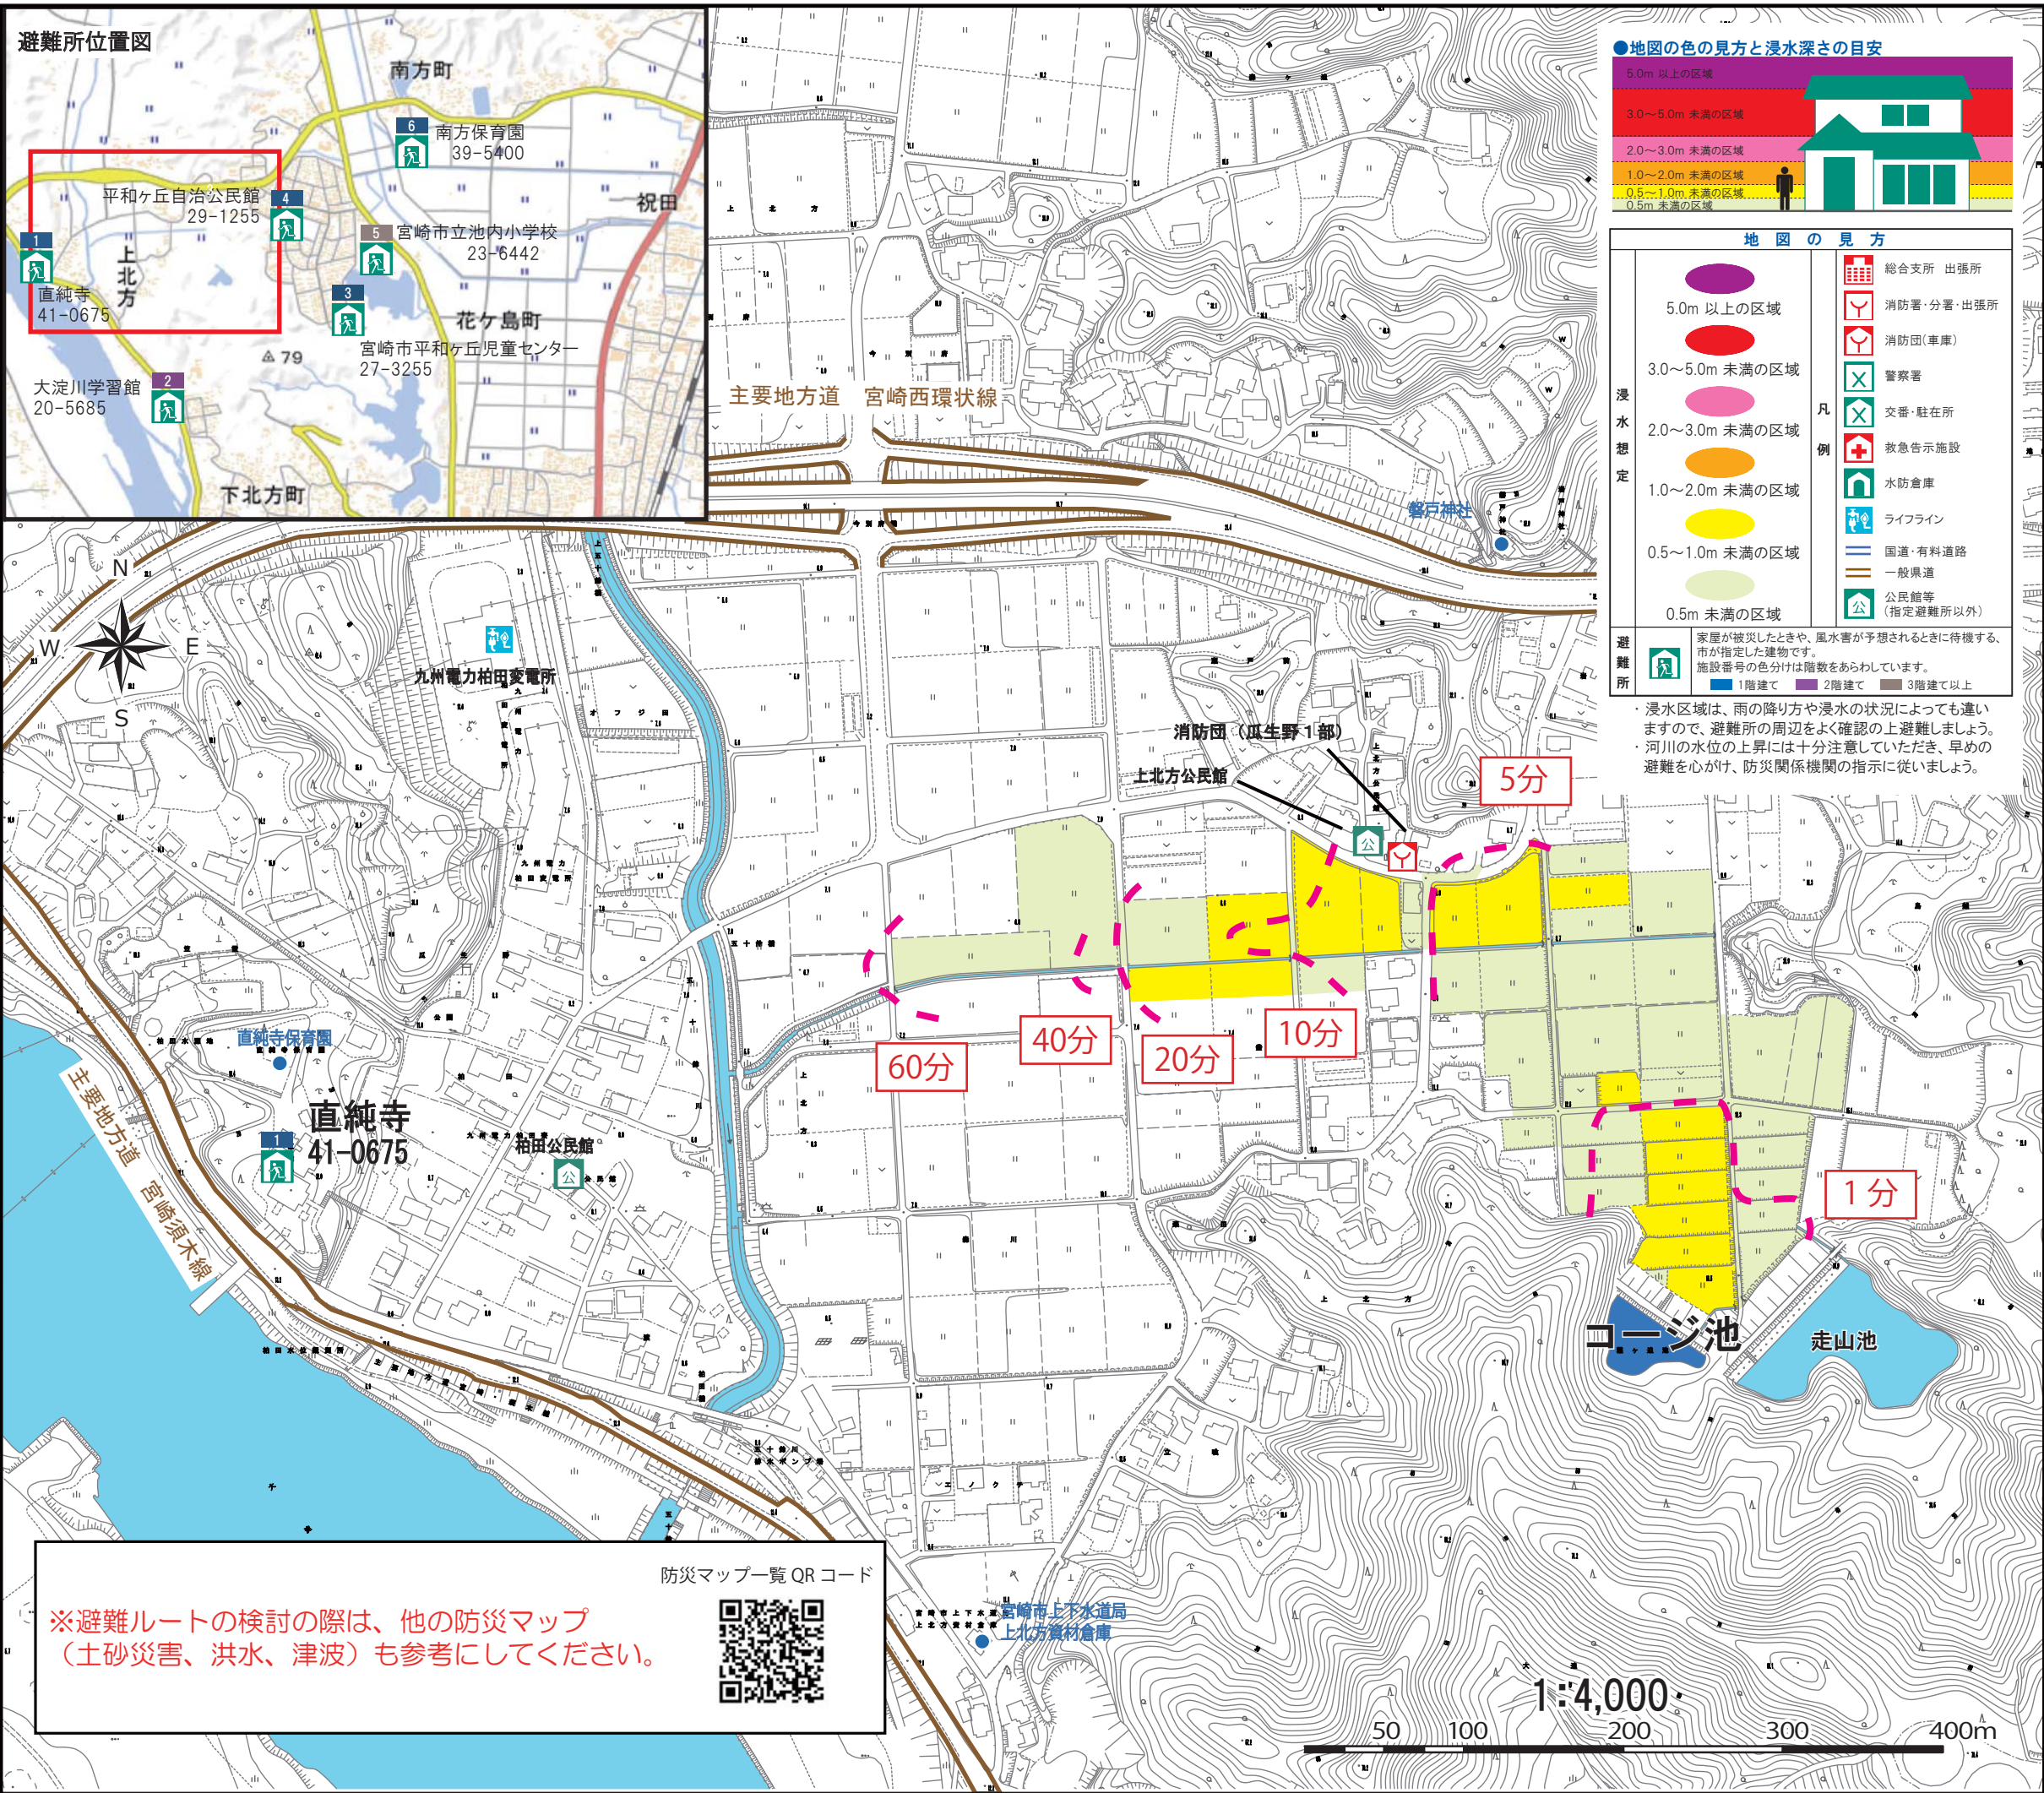 避難所位置図
南方町
6
南方保育園
39-5400
祝田
平和ヶ丘自治公民館
29-1255
4
5
宮崎市立池内小学校
23-6442
1
上北方
直純寺
41-0675
3
花ケ島町
宮崎市平和ヶ丘児童センター
27-3255
79
大淀川学習館
20-5685
2
下北方町
●地図の色の見方と浸水深さの目安
5.0m 以上の区域
3.0～5.0m 未満の区域
2.0～3.0m 未満の区域
1.0～2.0m 未満の区域
0.5～1.0m 未満の区域
0.5m 未満の区域
地図の見方
浸水想定
5.0m 以上の区域
3.0～5.0m 未満の区域
2.0～3.0m 未満の区域
1.0～2.0m 未満の区域
0.5～1.0m 未満の区域
0.5m 未満の区域
凡例
総合支所 出張所
消防署・分署・出張所
消防団(車庫)
警察署
交番・駐在所
救急告示施設
水防倉庫
ライフライン
国道・有料道路
一般県道
公民館等
(指定避難所以外)
避難所
家屋が被災したときや、風水害が予想されるときに待機する、
市が指定した建物です。
施設番号の色分けは階数をあらわしています。
1階建て 2階建て 3階建て以上
・浸水区域は、雨の降り方や浸水の状況によっても違い
ますので、避難所の周辺をよく確認の上避難しましょう。
・河川の水位の上昇には十分注意していただき、早めの
避難を心がけ、防災関係機関の指示に従いましょう。
主要地方道 宮崎西環状線
磐戸神社
N
W
E
S
九州電力柏田変電所
消防団（瓜生野１部）
上北方公民館
公
5分
10分
20分
40分
60分
1分
直純寺保育園
直純寺
41-0675
1
柏田公民館
公
主要地方道 宮崎須木線
コージ池
走山池
宮崎市上下水道局
上北方資材倉庫
防災マップ一覧 QR コード
※避難ルートの検討の際は、他の防災マップ
（土砂災害、洪水、津波）も参考にしてください。
1:4,000
50 100 200 300 400m